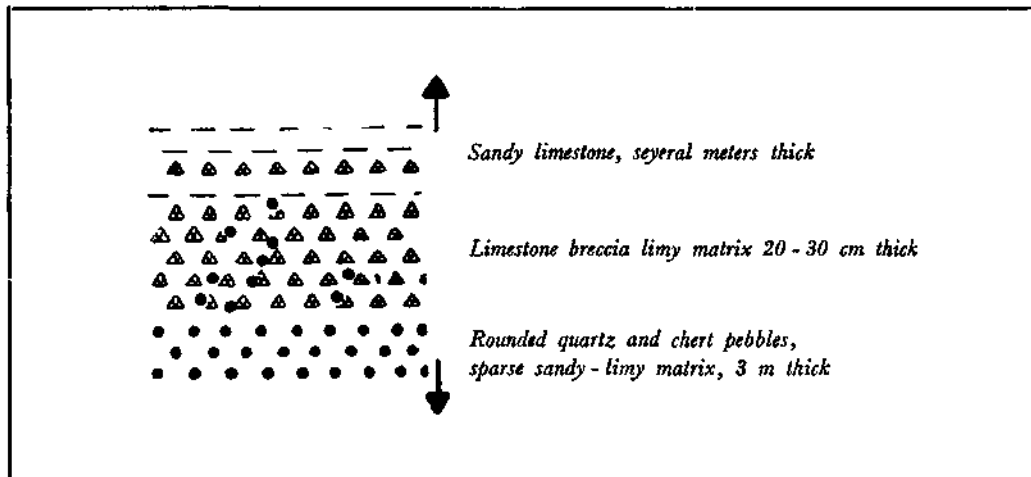 Sandy limestone, seyeral meters thick
Limestone breccia limy matrix 20 - 30 cm thick
Rounded quartz and chert pebbles,
sparse sandy - limy matrix, 3 m thick